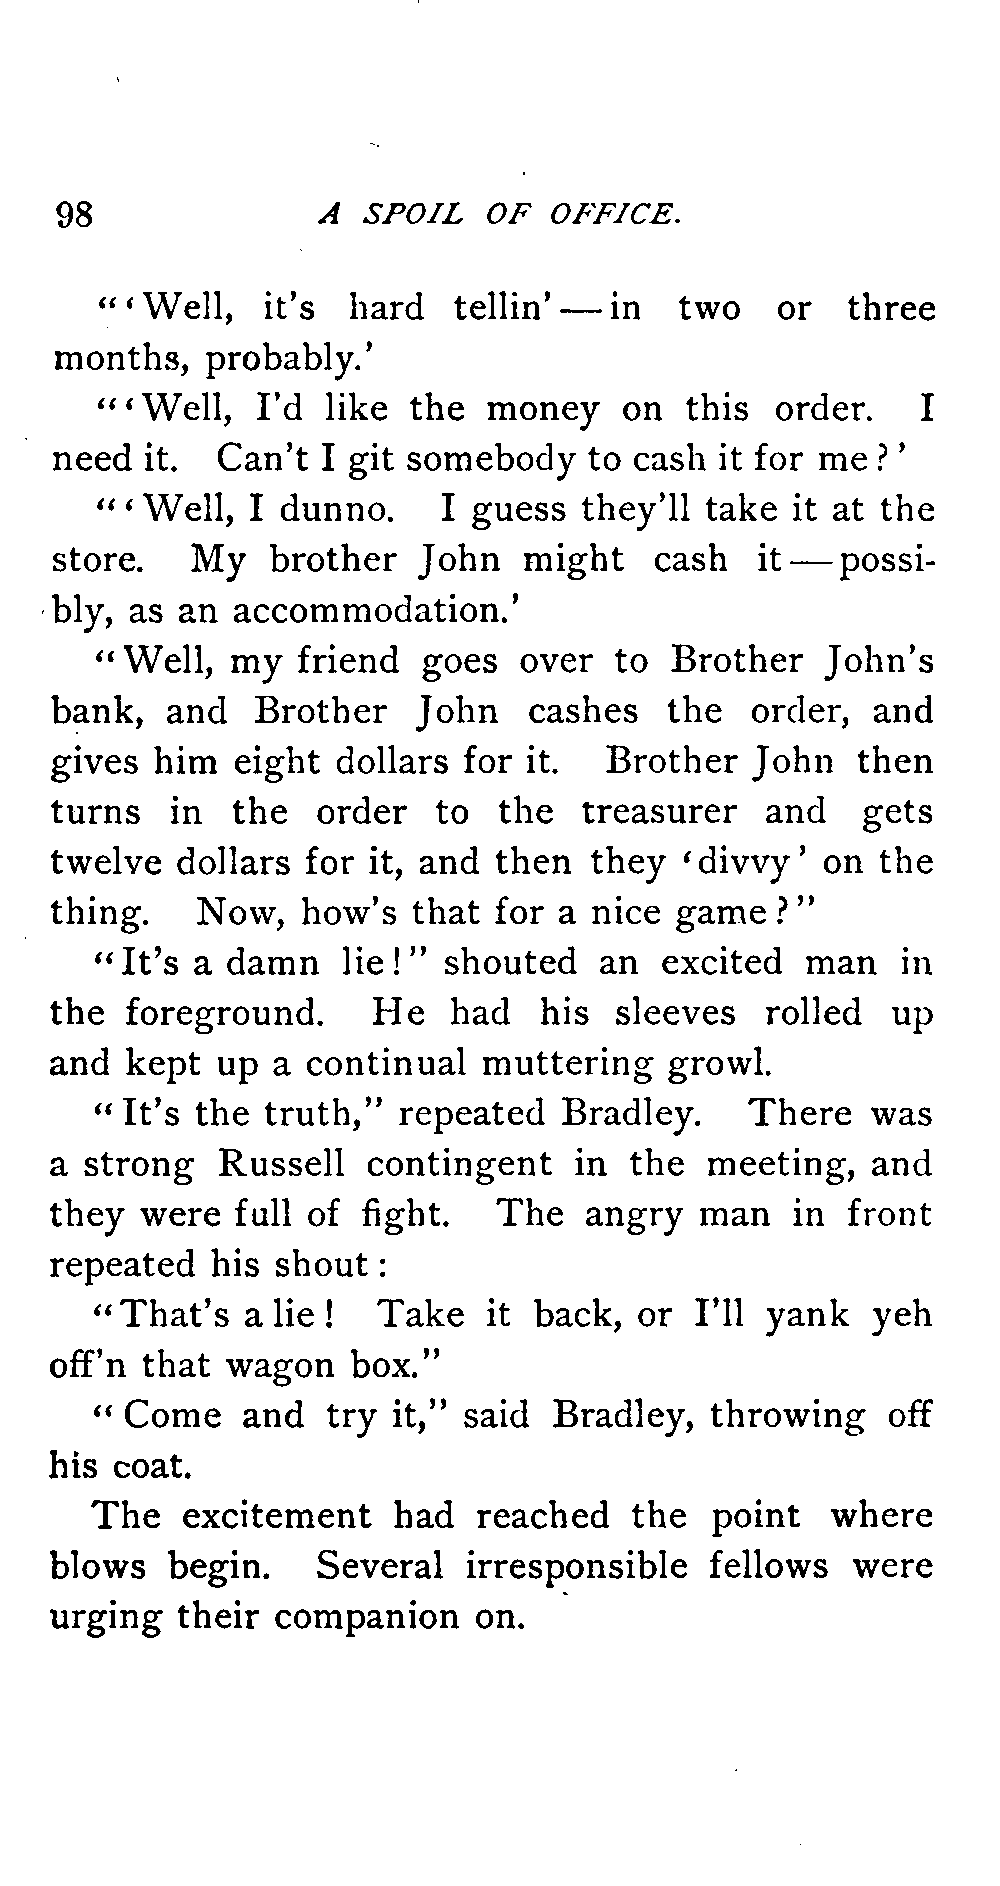 98 A SPOIL OF OFFICE.
"'Well, it's hard tellin'—in two or three
months, probably.'
"'Well, I'd like the money on this order. I
need it. Can't I git somebody to cash it for me?'
"'Well, I dunno. I guess they'll take it at the
store. My brother John might cash it—possi-
bly, as an accommodation.'
"Well, my friend goes over to Brother John's
bank, and Brother John cashes the order, and
gives him eight dollars for it. Brother John then
turns in the order to the treasurer and gets
twelve dollars for it, and then they 'divvy' on the
thing. Now, how's that for a nice game?"
"It's a damn lie!" shouted an excited man in
the foreground. He had his sleeves rolled up
and kept up a continual muttering growl.
"It's the truth," repeated Bradley. There was
a strong Russell contingent in the meeting, and
they were full of fight. The angry man in front
repeated his shout:
"That's a lie! Take it back, or I'll yank yeh
off'n that wagon box."
"Come and try it," said Bradley, throwing off
his coat.
The excitement had reached the point where
blows begin. Several irresponsible fellows were
urging their companion on.